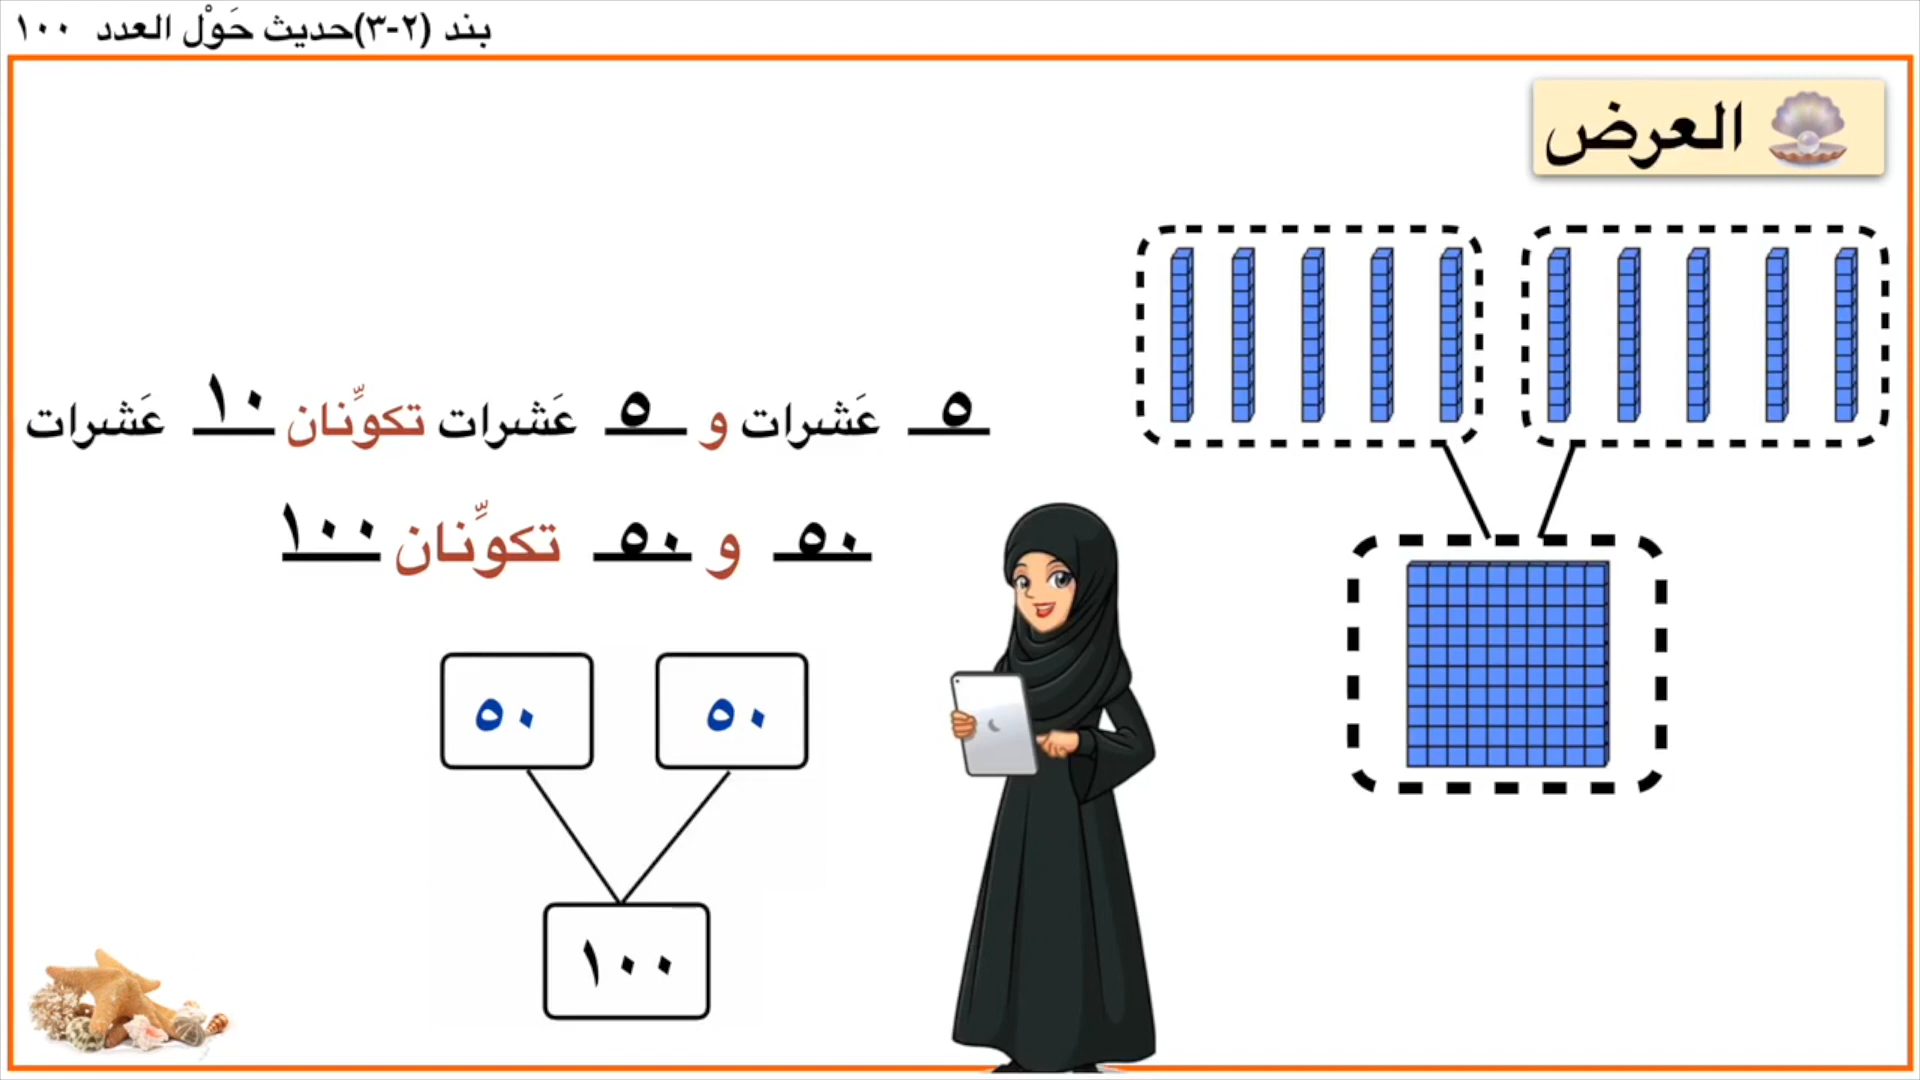 بند (٢-٣)حديث حَوْل العدد ١٠٠
العرض
٥ عَشرات و ٥ عَشرات تكوِّنان ١٠ عَشرات
٥٠ و ٥٠ تكوِّنان ١٠٠
٥٠ ٥٠
١٠٠